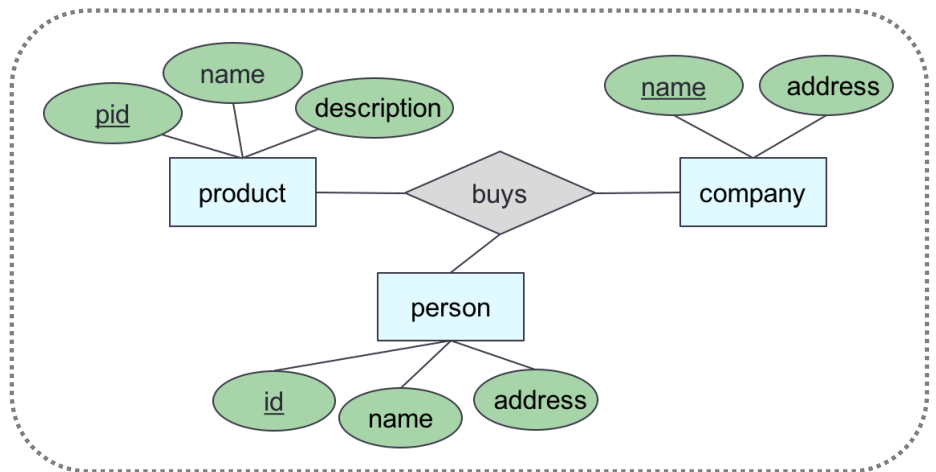 name
pid
description
name
address
product
buys
company
person
id
name
address